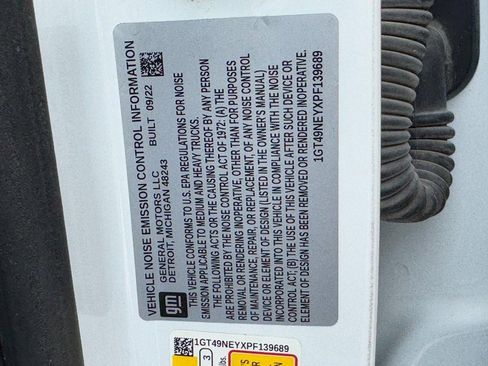 VEHICLE NOISE EMISSION CONTROL INFORMATION
GENERAL MOTORS LLC BUILT 09/22
DETROIT, MICHIGAN 48243
gm
THIS VEHICLE CONFORMS TO U.S. EPA REGULATIONS FOR NOISE
EMISSION APPLICABLE TO MEDIUM AND HEAVY TRUCKS.
THE FOLLOWING ACTS OR THE CAUSING THEREOF BY ANY PERSON
ARE PROHIBITED BY THE NOISE CONTROL ACT OF 1972: (A) THE
REMOVAL OR RENDERING INOPERATIVE, OTHER THAN FOR PURPOSES
OF MAINTENANCE, REPAIR, OR REPLACEMENT, OF ANY NOISE CONTROL
DEVICE OR ELEMENT OF DESIGN (LISTED IN THE OWNER'S MANUAL)
INCORPORATED INTO THIS VEHICLE IN COMPLIANCE WITH THE NOISE
CONTROL ACT; (B) THE USE OF THIS VEHICLE AFTER SUCH DEVICE OR
ELEMENT OF DESIGN HAS BEEN REMOVED OR RENDERED INOPERATIVE.
1GT49NEYXPF139689
1GT49NEYXPF139689
3
lbs.